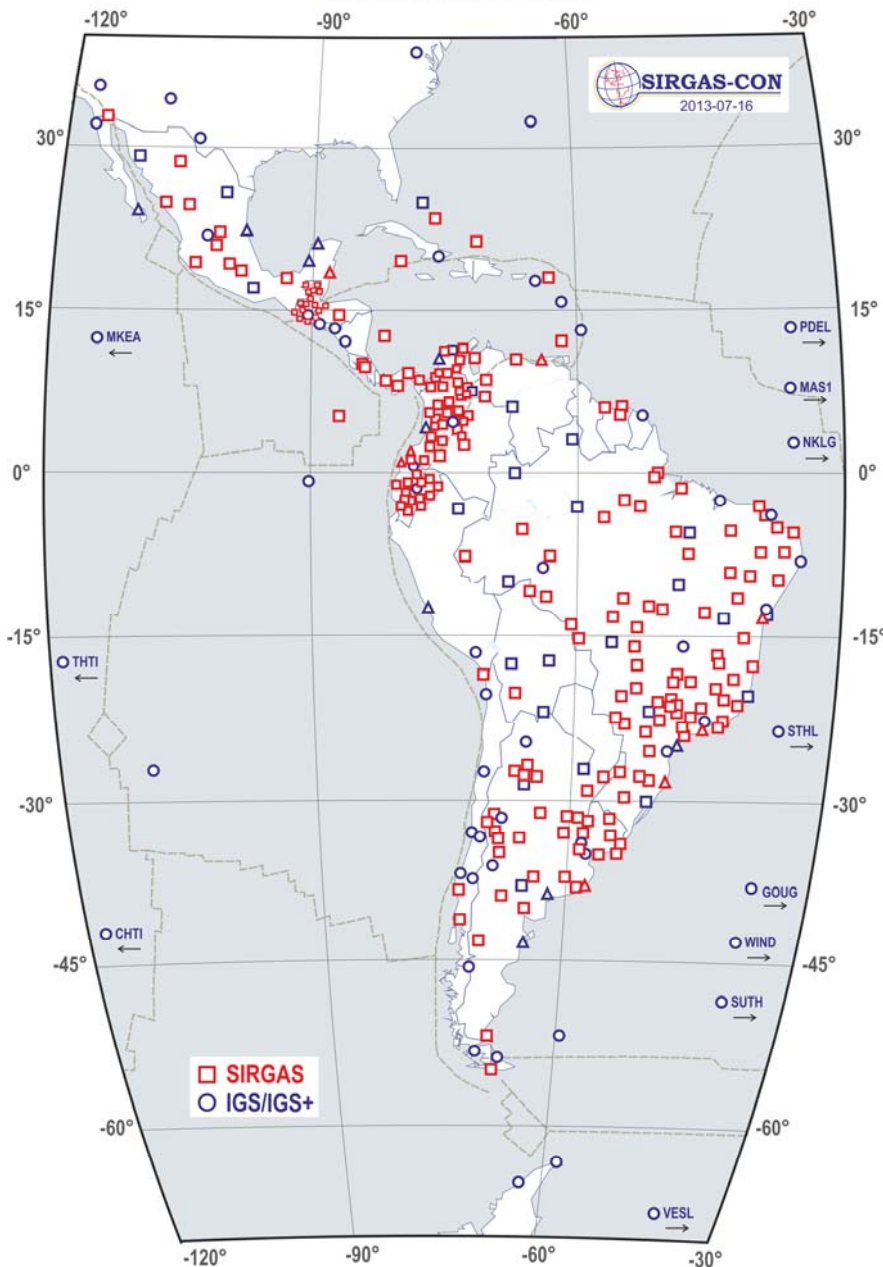 -120° -90° -60° -30°
SIRGAS-CON
2013-07-16
30° 30°
15° 15°
MKEA
PDEL
MAS1
NKLG
0° 0°
-15° -15°
THTI
STHL
-30° -30°
GOUG
CHTI
WIND
-45° -45°
SUTH
SIRGAS
IGS/IGS+
-60° -60°
VESL
-120° -90° -60° -30°